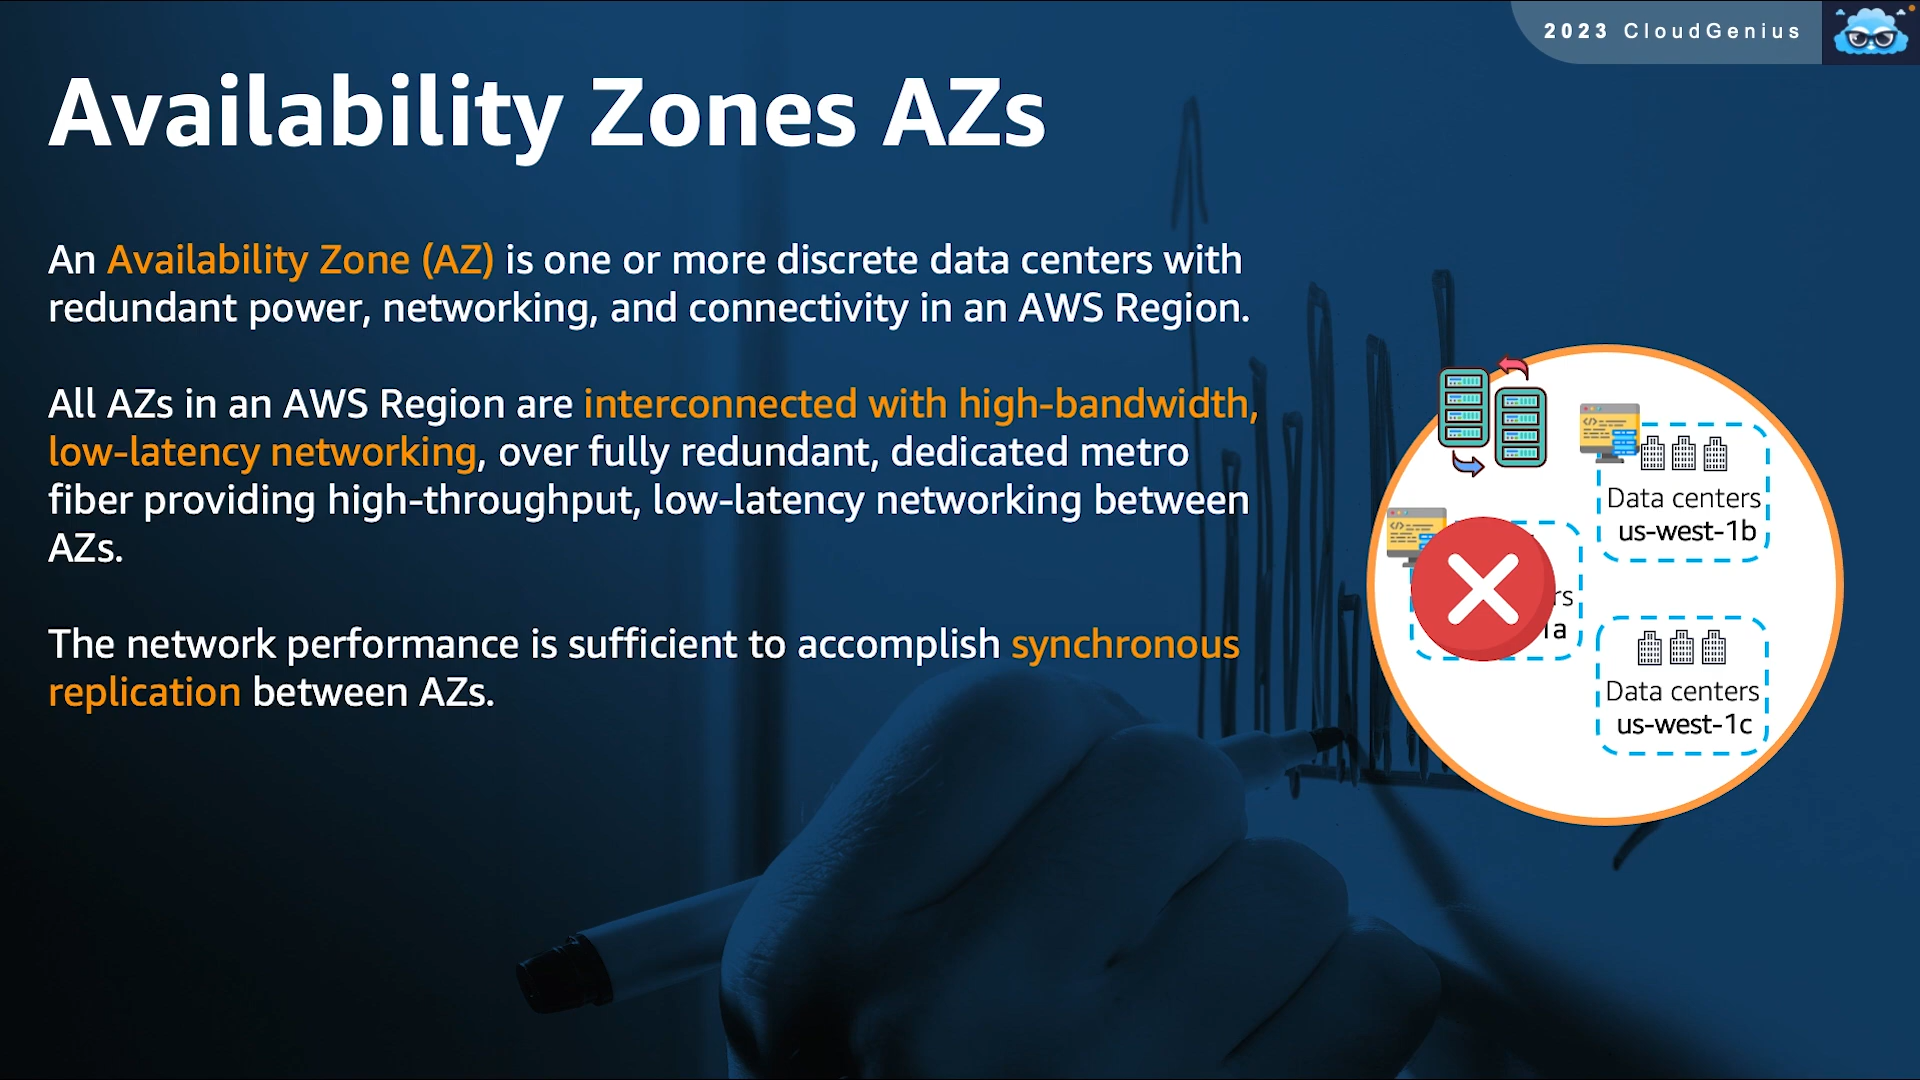 2023 CloudGenius
Availability Zones AZs
An Availability Zone (AZ) is one or more discrete data centers with
redundant power, networking, and connectivity in an AWS Region.
All AZs in an AWS Region are interconnected with high-bandwidth,
low-latency networking, over fully redundant, dedicated metro
fiber providing high-throughput, low-latency networking between
AZs.
The network performance is sufficient to accomplish synchronous
replication between AZs.
Data centers
us-west-1b
rs
1a
Data centers
us-west-1c